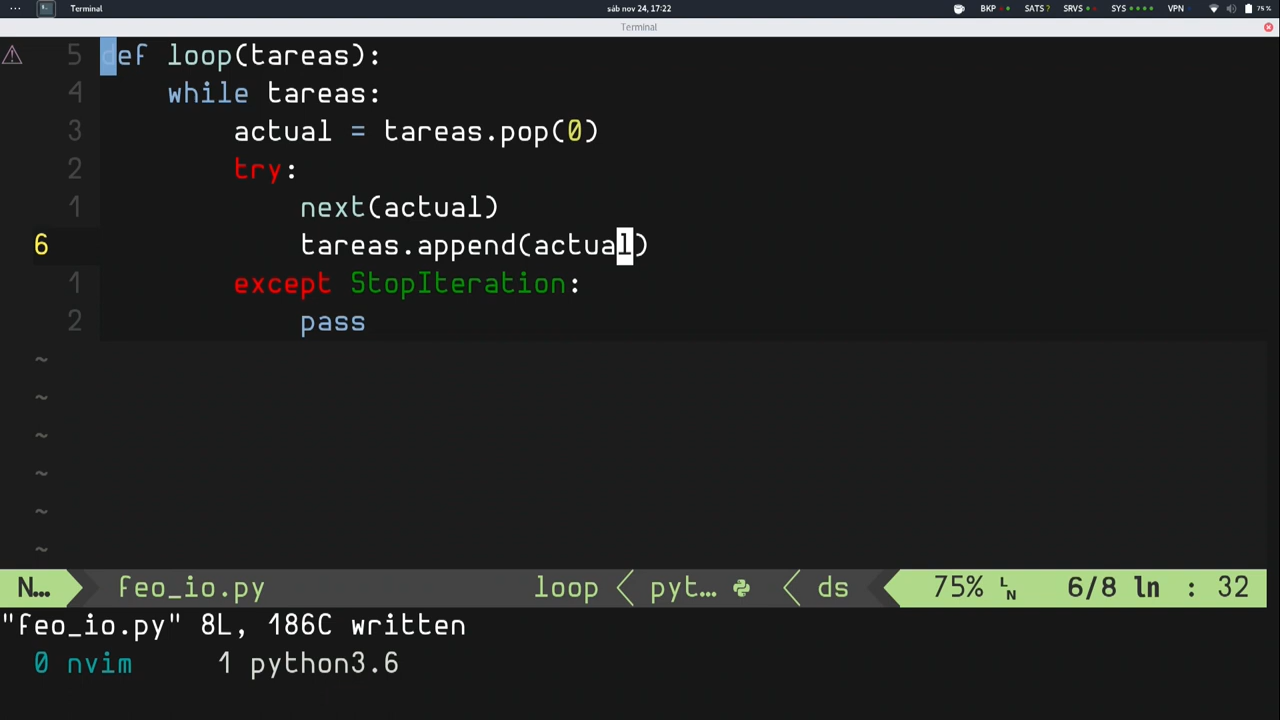 ··· Terminal sáb nov 24, 17:22 BKP SATS ? SRVS SYS VPN 75 %
Terminal
5 def loop(tareas):
4 while tareas:
3 actual = tareas.pop(0)
2 try:
1 next(actual)
6 tareas.append(actual)
1 except StopIteration:
2 pass
~
~
~
~
~
~
N… feo_io.py loop pyt… ds 75% LN 6/8 ln : 32
"feo_io.py" 8L, 186C written
0 nvim 1 python3.6